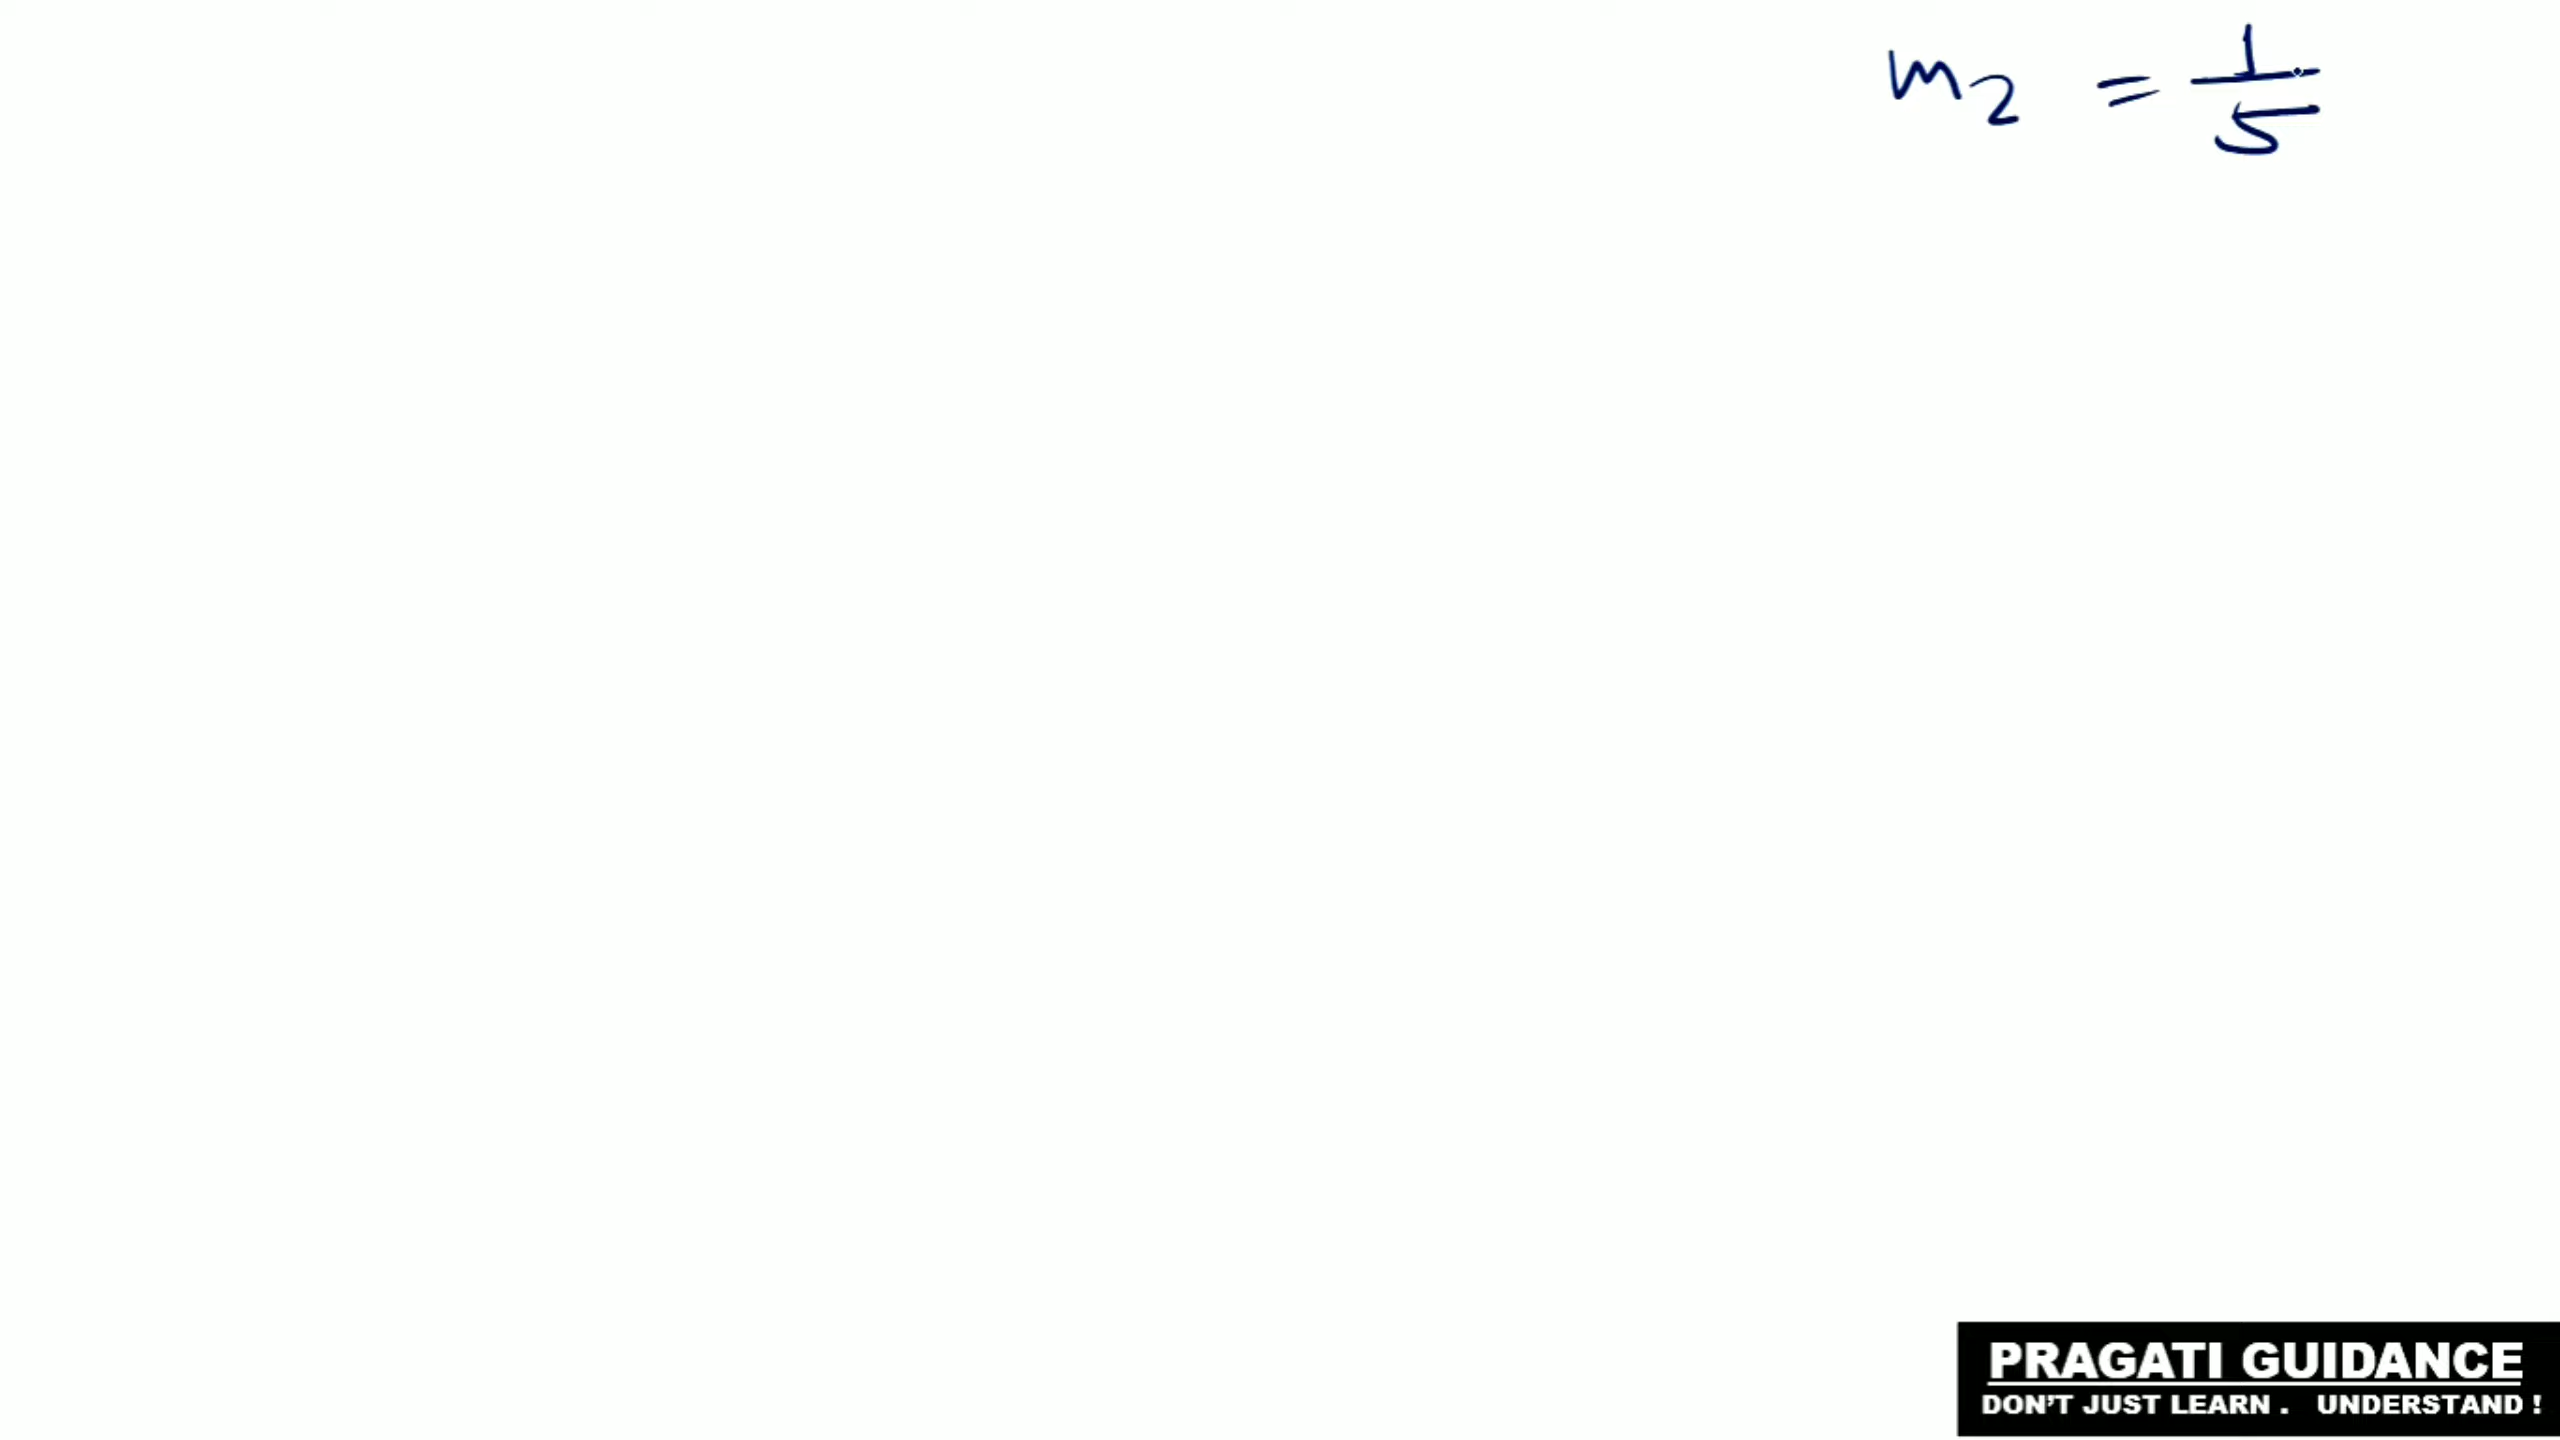 m₂ = 1/5
PRAGATI GUIDANCE
DON'T JUST LEARN . UNDERSTAND !